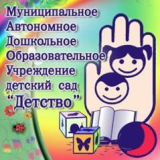 Муниципальное
Автономное
Дошкольное
Образовательное
Учреждение
детский сад
“Детство”